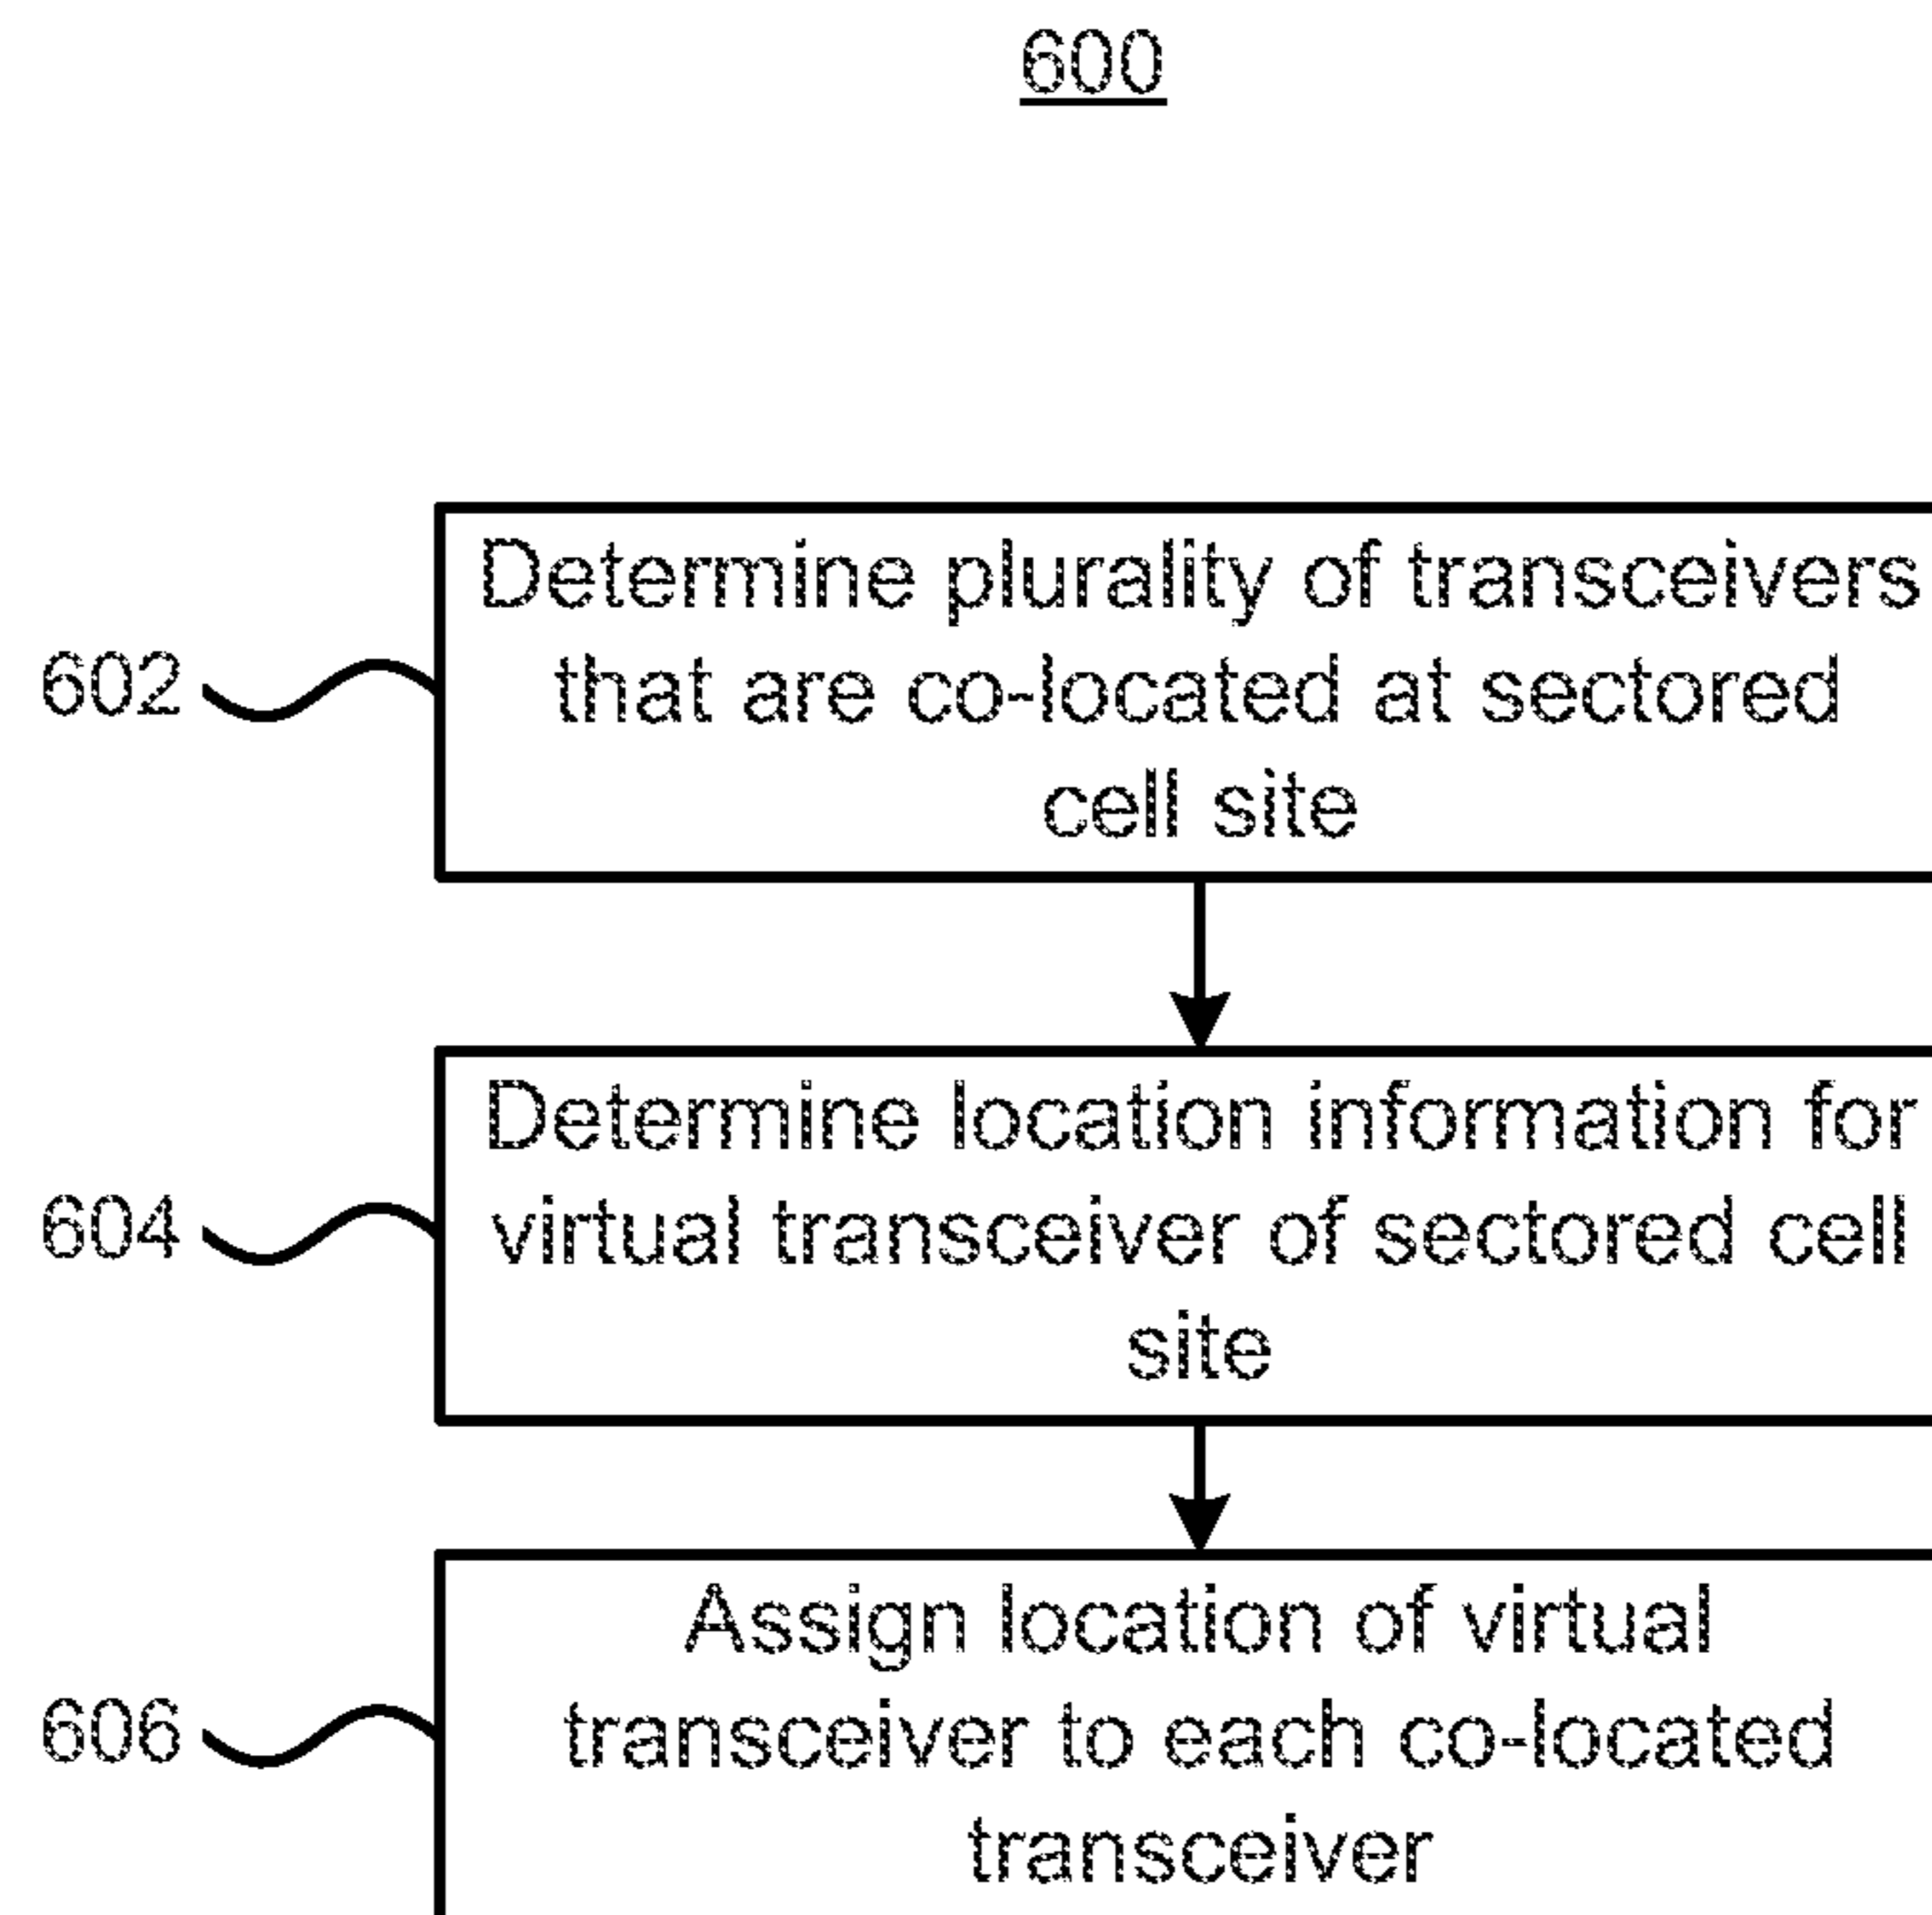 600
Determine plurality of transceivers
that are co-located at sectored
cell site
602
Determine location information for
virtual transceiver of sectored cell
site
604
Assign location of virtual
transceiver to each co-located
transceiver
606